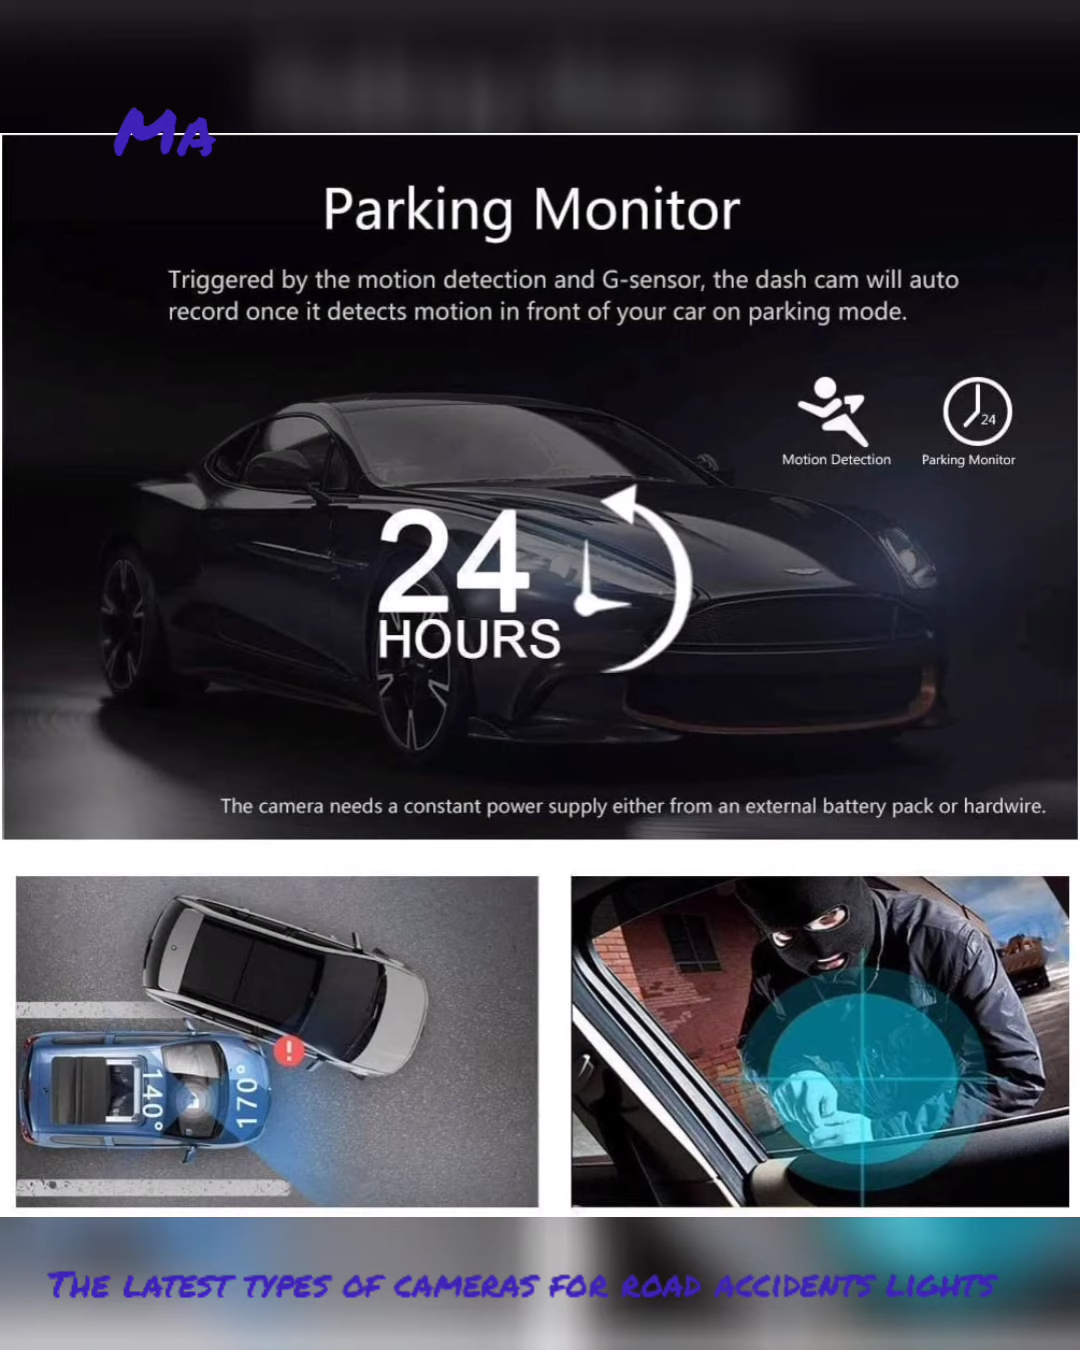 Ma
Parking Monitor
Triggered by the motion detection and G-sensor, the dash cam will auto
record once it detects motion in front of your car on parking mode.
24
Motion Detection
Parking Monitor
24
HOURS
The camera needs a constant power supply either from an external battery pack or hardwire.
140°
170°
!
The latest types of cameras for road accidents lights